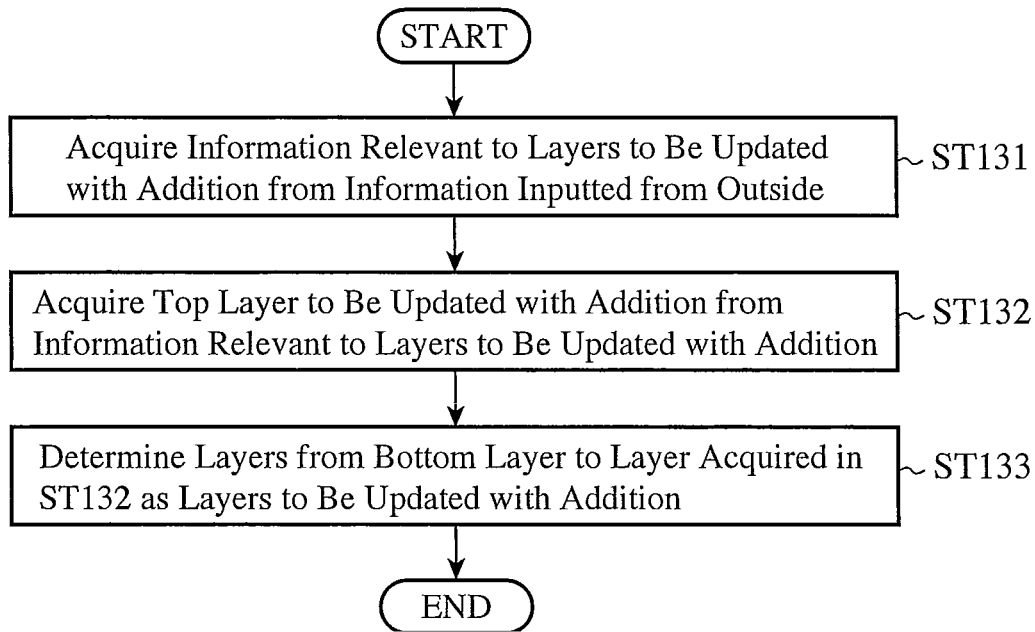 START
Acquire Information Relevant to Layers to Be Updated
with Addition from Information Inputted from Outside
ST131
Acquire Top Layer to Be Updated with Addition from
Information Relevant to Layers to Be Updated with Addition
ST132
Determine Layers from Bottom Layer to Layer Acquired in
ST132 as Layers to Be Updated with Addition
ST133
END